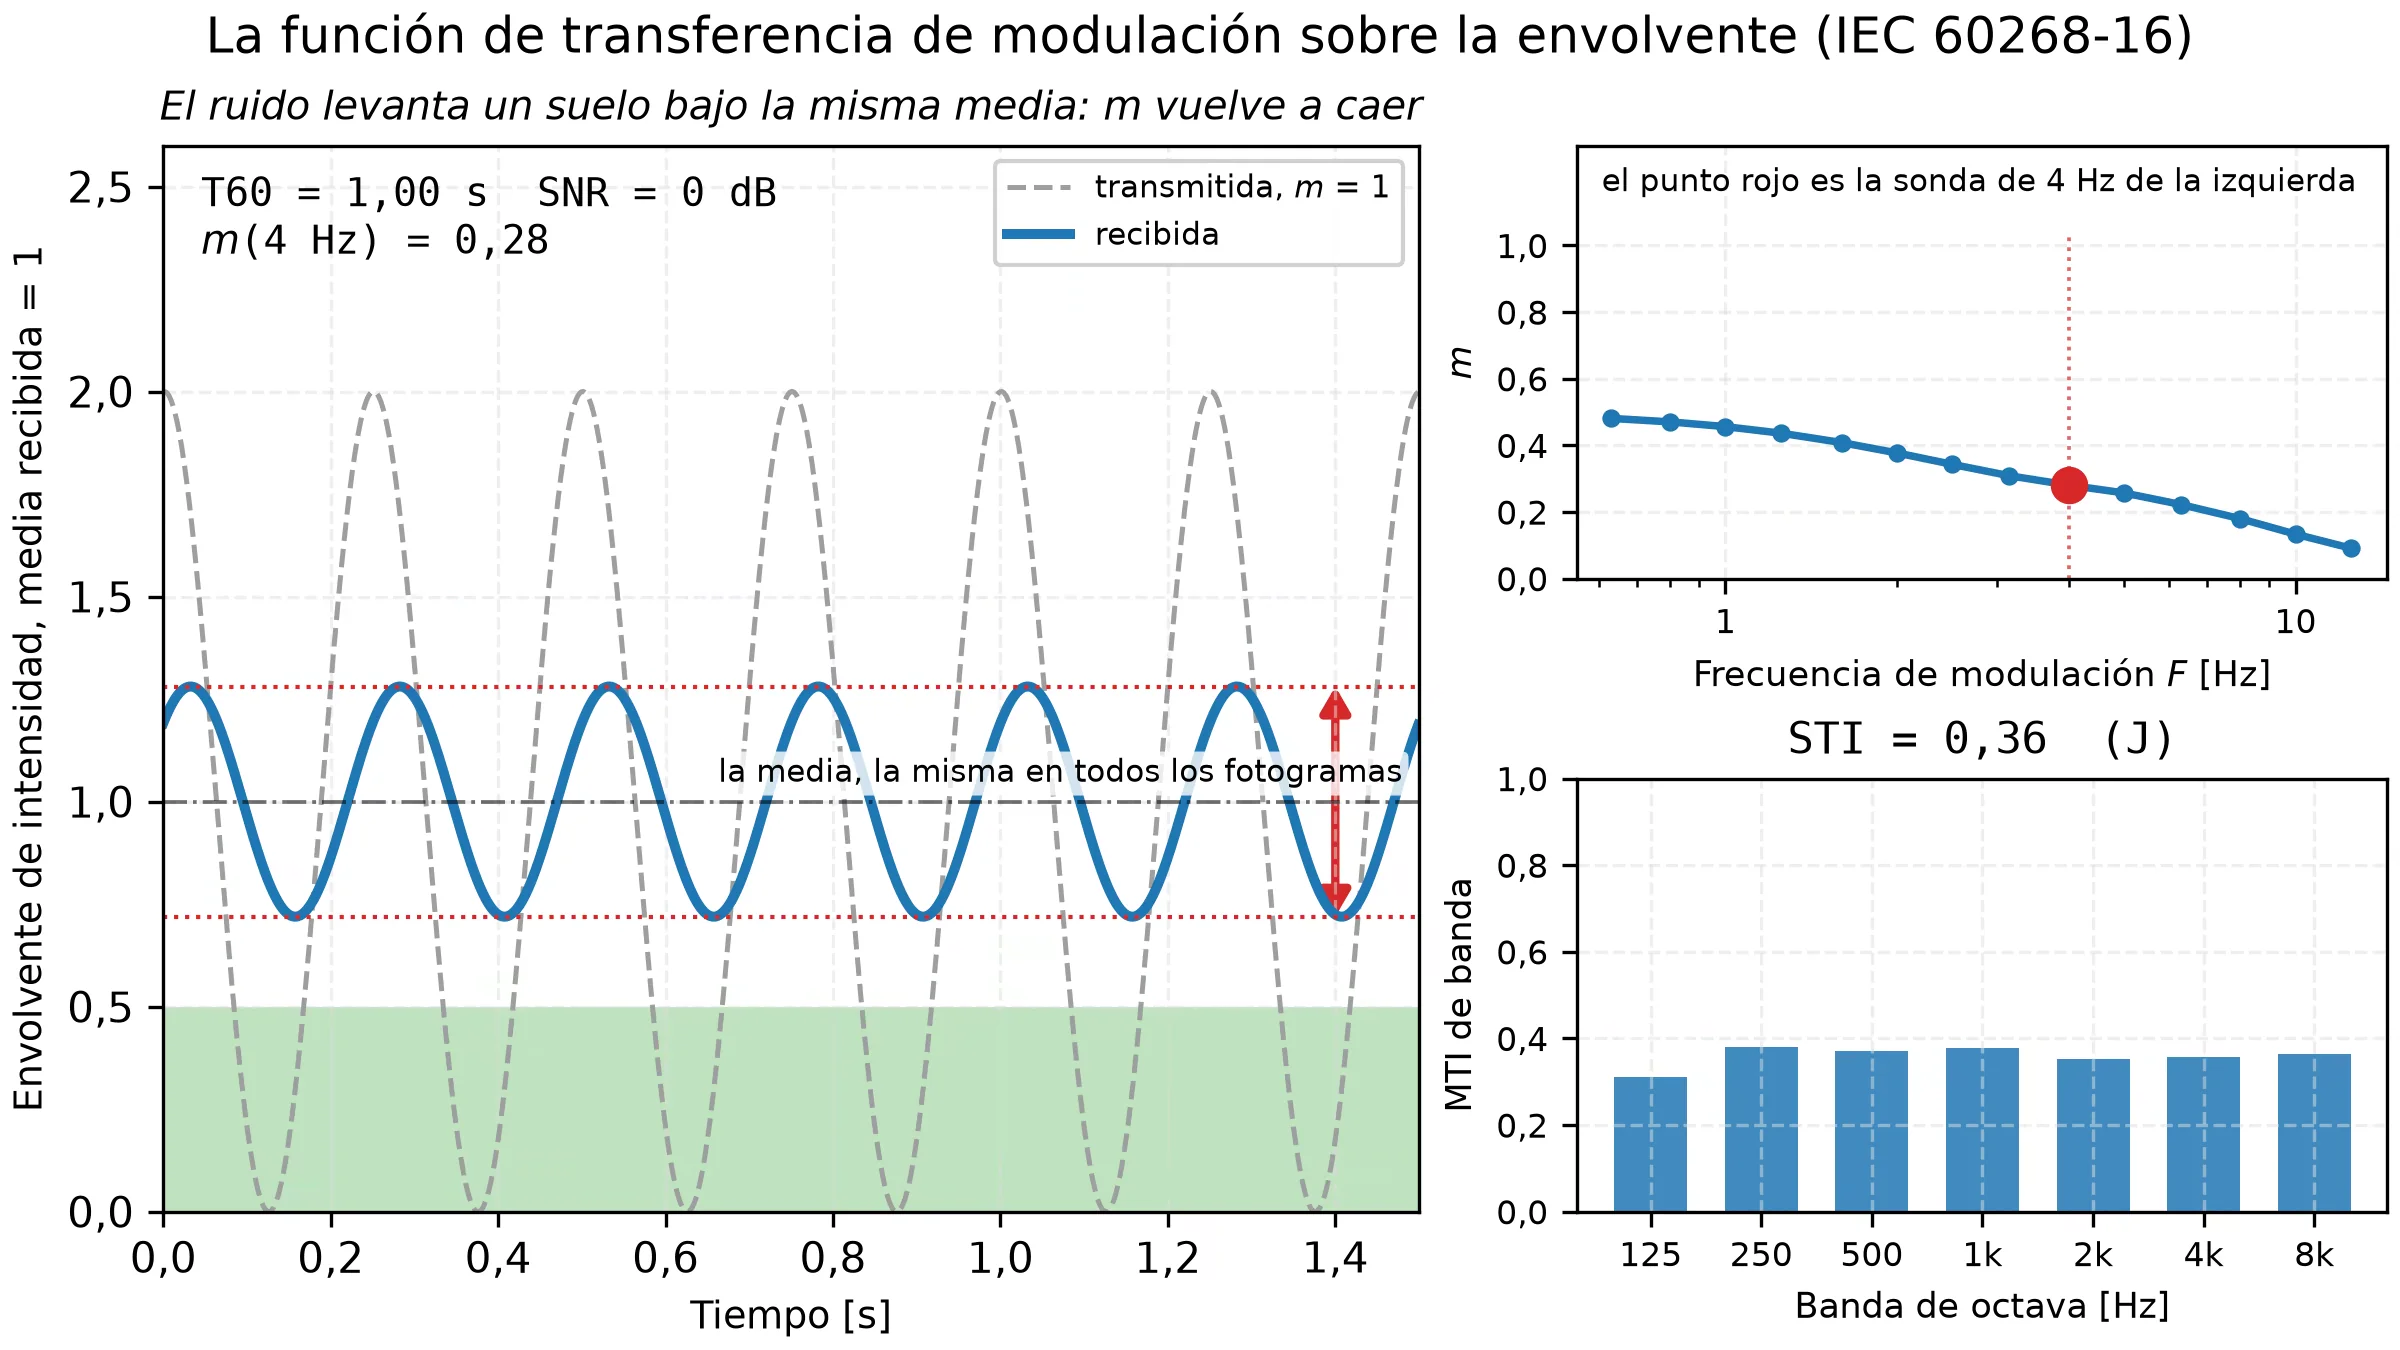 La función de transferencia de modulación sobre la envolvente (IEC 60268-16)
El ruido levanta un suelo bajo la misma media: m vuelve a caer
T60 = 1,00 s  SNR = 0 dB
m(4 Hz) = 0,28
transmitida, m = 1
recibida
la media, la misma en todos los fotogramas
Envolvente de intensidad, media recibida = 1
2,5
2,0
1,5
1,0
0,5
0,0
0,0 0,2 0,4 0,6 0,8 1,0 1,2 1,4
Tiempo [s]
el punto rojo es la sonda de 4 Hz de la izquierda
m
1,0
0,8
0,6
0,4
0,2
0,0
1 10
Frecuencia de modulación F [Hz]
STI = 0,36  (J)
MTI de banda
1,0
0,8
0,6
0,4
0,2
0,0
125 250 500 1k 2k 4k 8k
Banda de octava [Hz]